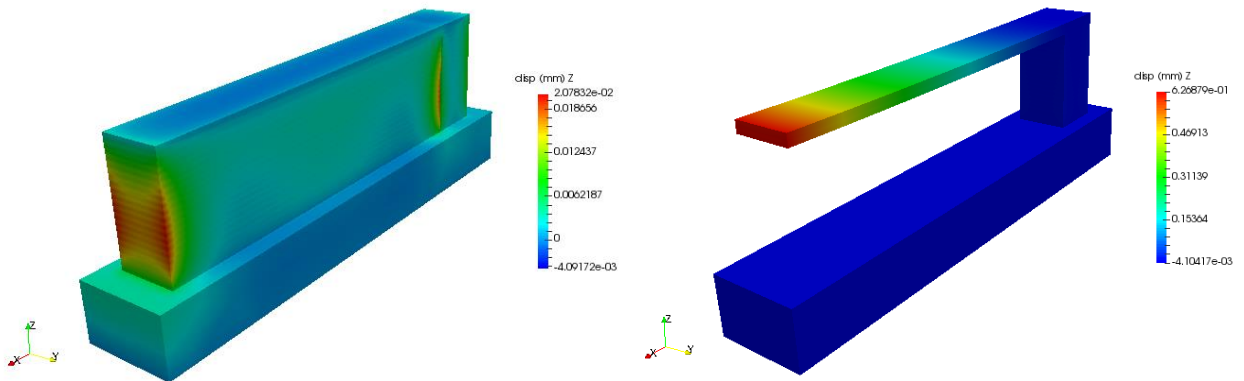 disp (mm) Z
2.07832e-02
0.018656
0.012437
0.0062187
0
-4.09172e-03
Z
X
Y
disp (mm) Z
6.26879e-01
0.46913
0.31139
0.15364
-4.10417e-03
Z
X
Y